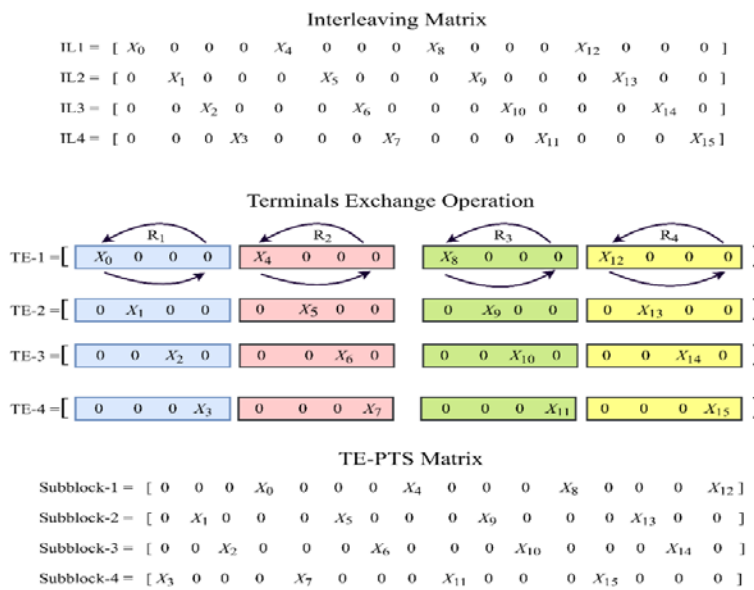 Interleaving Matrix
IL1 = [ X₀ 0 0 0 X₄ 0 0 0 X₈ 0 0 0 X₁₂ 0 0 0 ]
IL2 = [ 0 X₁ 0 0 0 X₅ 0 0 0 X₉ 0 0 0 X₁₃ 0 0 ]
IL3 = [ 0 0 X₂ 0 0 0 X₆ 0 0 0 X₁₀ 0 0 0 X₁₄ 0 ]
IL4 = [ 0 0 0 X₃ 0 0 0 X₇ 0 0 0 X₁₁ 0 0 0 X₁₅ ]
Terminals Exchange Operation
R₁ R₂ R₃ R₄
TE-1 =[ X₀ 0 0 0 X₄ 0 0 0 X₈ 0 0 0 X₁₂ 0 0 0 ]
TE-2 =[ 0 X₁ 0 0 0 X₅ 0 0 0 X₉ 0 0 0 X₁₃ 0 0 ]
TE-3 =[ 0 0 X₂ 0 0 0 X₆ 0 0 0 X₁₀ 0 0 0 X₁₄ 0 ]
TE-4 =[ 0 0 0 X₃ 0 0 0 X₇ 0 0 0 X₁₁ 0 0 0 X₁₅ ]
TE-PTS Matrix
Subblock-1 = [ 0 0 0 X₀ 0 0 0 X₄ 0 0 0 X₈ 0 0 0 X₁₂ ]
Subblock-2 = [ 0 X₁ 0 0 0 X₅ 0 0 0 X₉ 0 0 0 X₁₃ 0 0 ]
Subblock-3 = [ 0 0 X₂ 0 0 0 X₆ 0 0 0 X₁₀ 0 0 0 X₁₄ 0 ]
Subblock-4 = [ X₃ 0 0 0 X₇ 0 0 0 X₁₁ 0 0 0 X₁₅ 0 0 0 ]